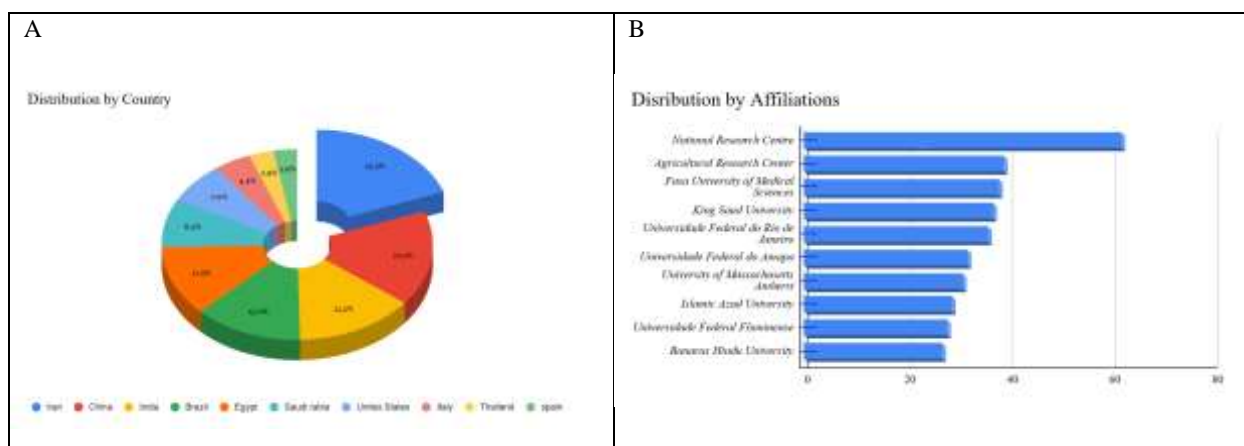 A
B
Distribution by Country
Iran China India Brazil Egypt Saudi rabia United States Italy Thailand spain
Disribution by Affiliations
National Research Centre
Agricultural Research Center
Fasa University of Medical
Sciences
King Saud University
Universidade Federal do Rio de
Janeiro
Universidade Federal do Amapa
University of Massachusetts
Amherst
Islamic Azad University
Universidade Federal Fluminense
Banaras Hindu University
0 20 40 60 80